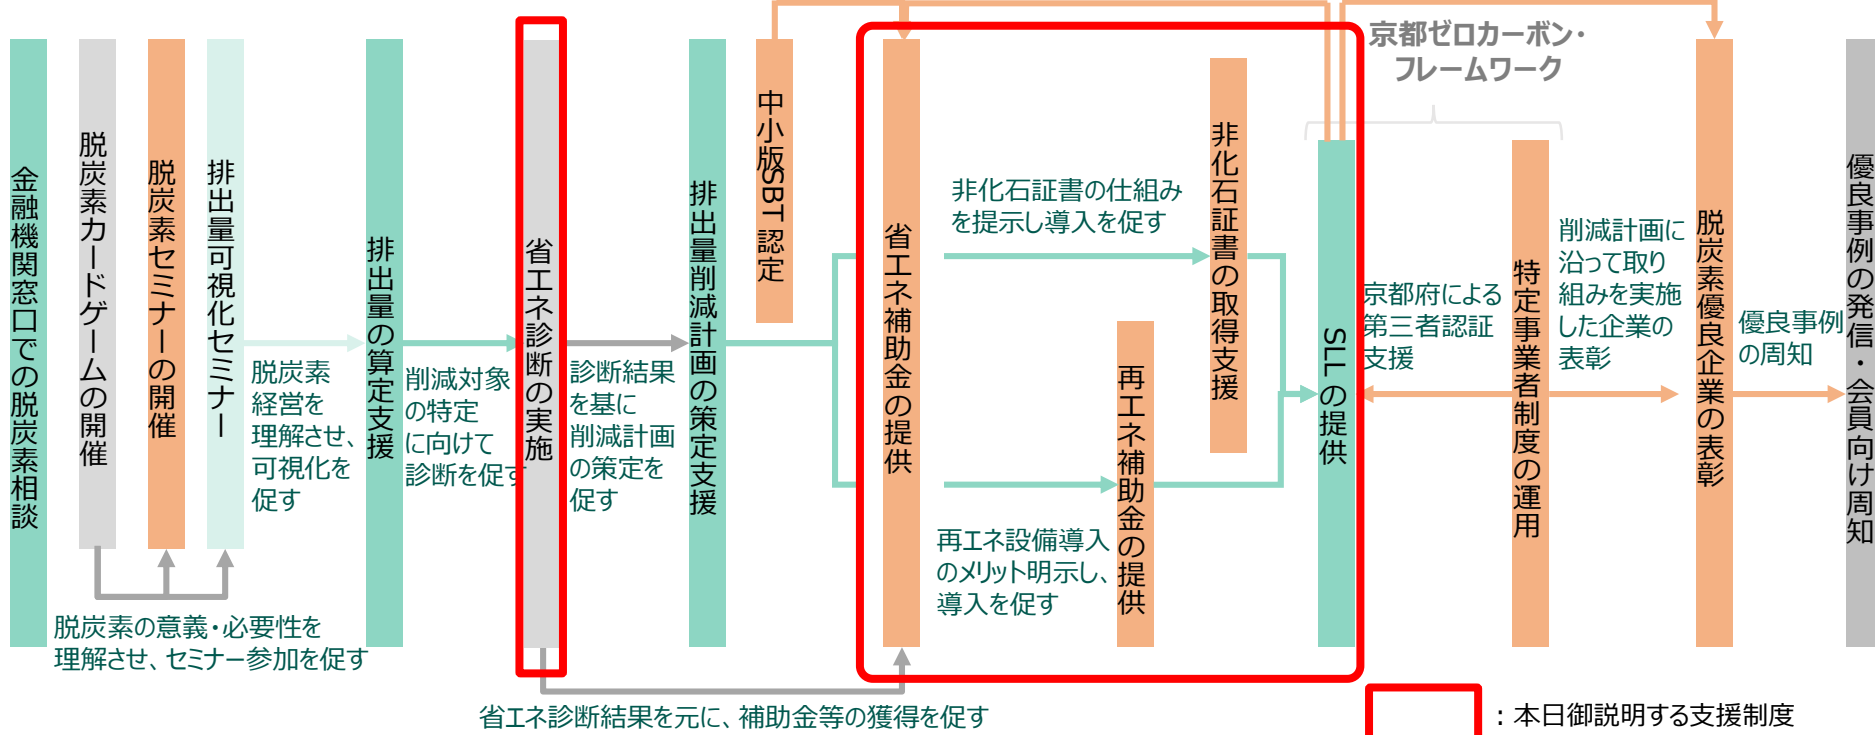 金融機関窓口での脱炭素相談
脱炭素カードゲームの開催
脱炭素セミナーの開催
排出量可視化セミナー
脱炭素の意義・必要性を
理解させ、セミナー参加を促す
脱炭素
経営を
理解させ、
可視化を
促す
排出量の算定支援
削減対象
の特定
に向けて
診断を促す
省エネ診断の実施
診断結果
を基に
削減計画
の策定を
促す
省エネ診断結果を元に、補助金等の獲得を促す
排出量削減計画の策定支援
中小版SBT認定
省エネ補助金の提供
非化石証書の仕組み
を提示し導入を促す
再エネ設備導入
のメリット明示し、
導入を促す
非化石証書の取得支援
再エネ補助金の提供
SLLの提供
京都ゼロカーボン・
フレームワーク
京都府による
第三者認証
支援
特定事業者制度の運用
削減計画に
沿って取り
組みを実施
した企業の
表彰
脱炭素優良企業の表彰
優良事例
の周知
優良事例の発信・会員向け周知
：本日御説明する支援制度